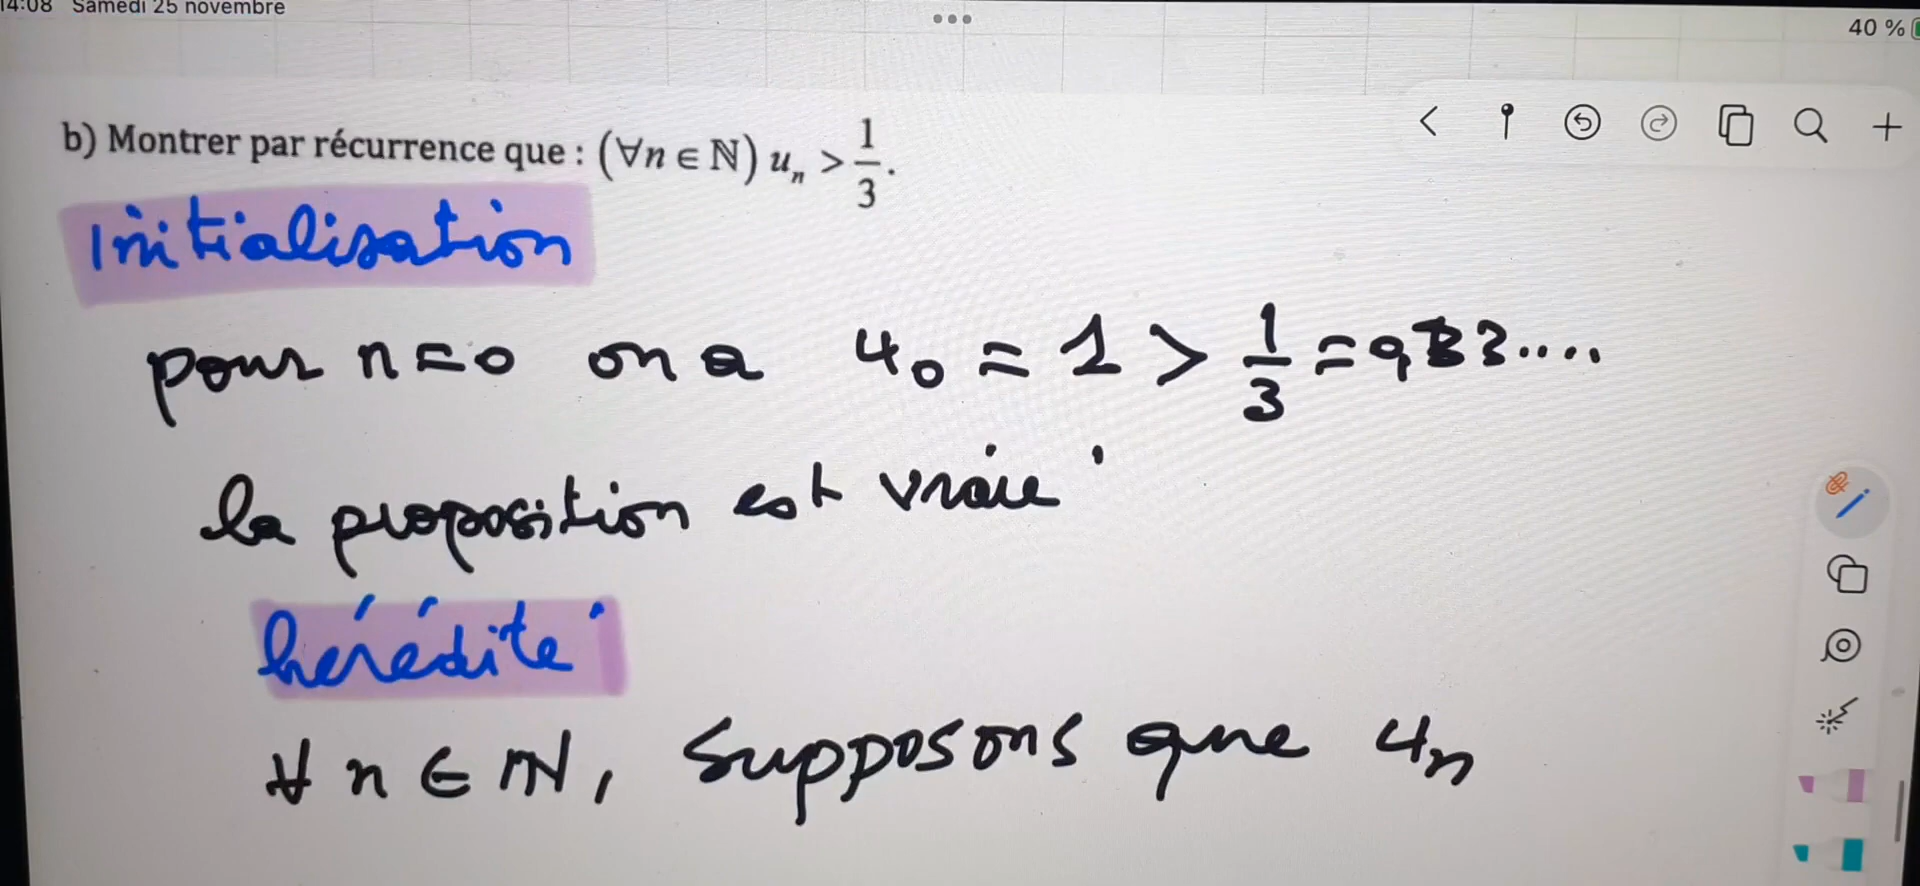 14:08 Samedi 25 novembre
40 %
b) Montrer par récurrence que : (∀n ∈ ℕ) uₙ > 1/3.
Initialisation
pour n = 0 on a u₀ = 1 > 1/3 = 0,33....
la proposition est vraie
hérédité
∀ n ∈ ℕ, Supposons que uₙ